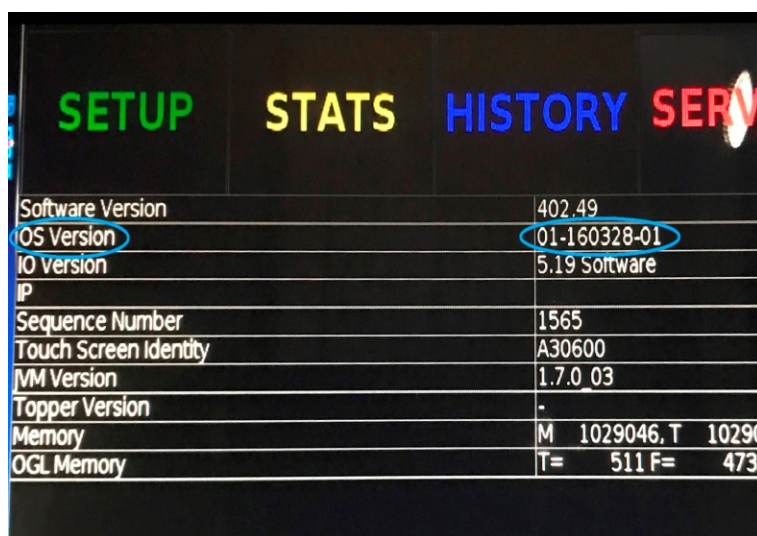 SETUP STATS HISTORY SERV
Software Version 402.49
OS Version 01-160328-01
IO Version 5.19 Software
IP
Sequence Number 1565
Touch Screen Identity A30600
JVM Version 1.7.0_03
Topper Version -
Memory M 1029046, T 10290
OGL Memory T= 511 F= 473